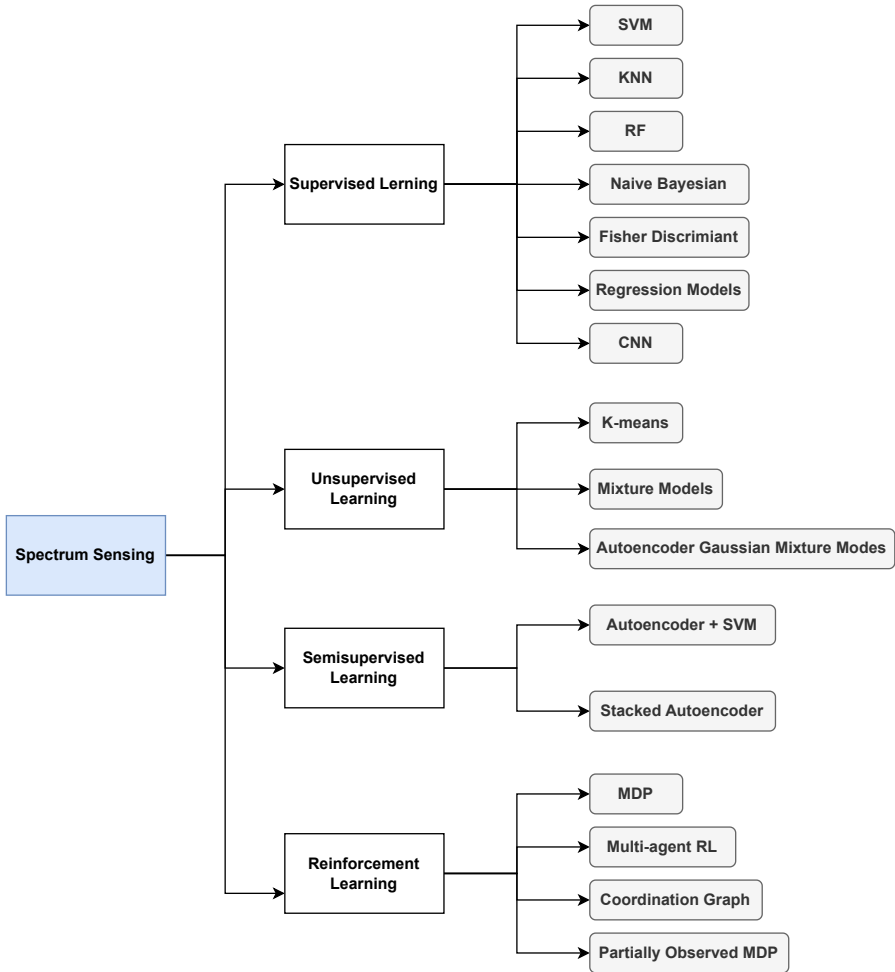 SVM
KNN
RF
Supervised Lerning
Naive Bayesian
Fisher Discrimiant
Regression Models
CNN
K-means
Unsupervised
Learning
Mixture Models
Spectrum Sensing
Autoencoder Gaussian Mixture Modes
Autoencoder + SVM
Semisupervised
Learning
Stacked Autoencoder
MDP
Multi-agent RL
Reinforcement
Learning
Coordination Graph
Partially Observed MDP